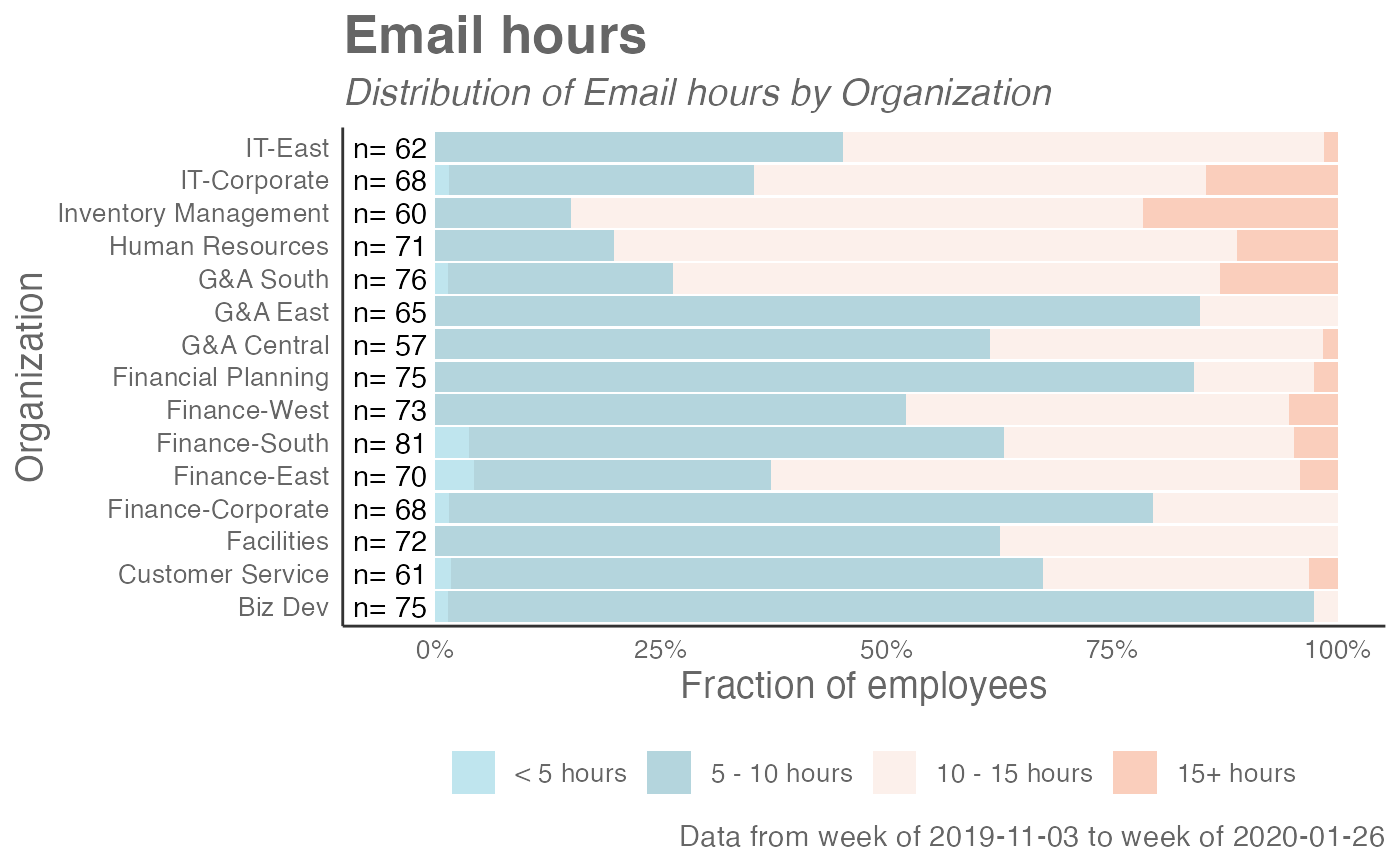 Email hours
Distribution of Email hours by Organization
Organization
IT-East n= 62
IT-Corporate n= 68
Inventory Management n= 60
Human Resources n= 71
G&A South n= 76
G&A East n= 65
G&A Central n= 57
Financial Planning n= 75
Finance-West n= 73
Finance-South n= 81
Finance-East n= 70
Finance-Corporate n= 68
Facilities n= 72
Customer Service n= 61
Biz Dev n= 75
0% 25% 50% 75% 100%
Fraction of employees
< 5 hours 5 - 10 hours 10 - 15 hours 15+ hours
Data from week of 2019-11-03 to week of 2020-01-26